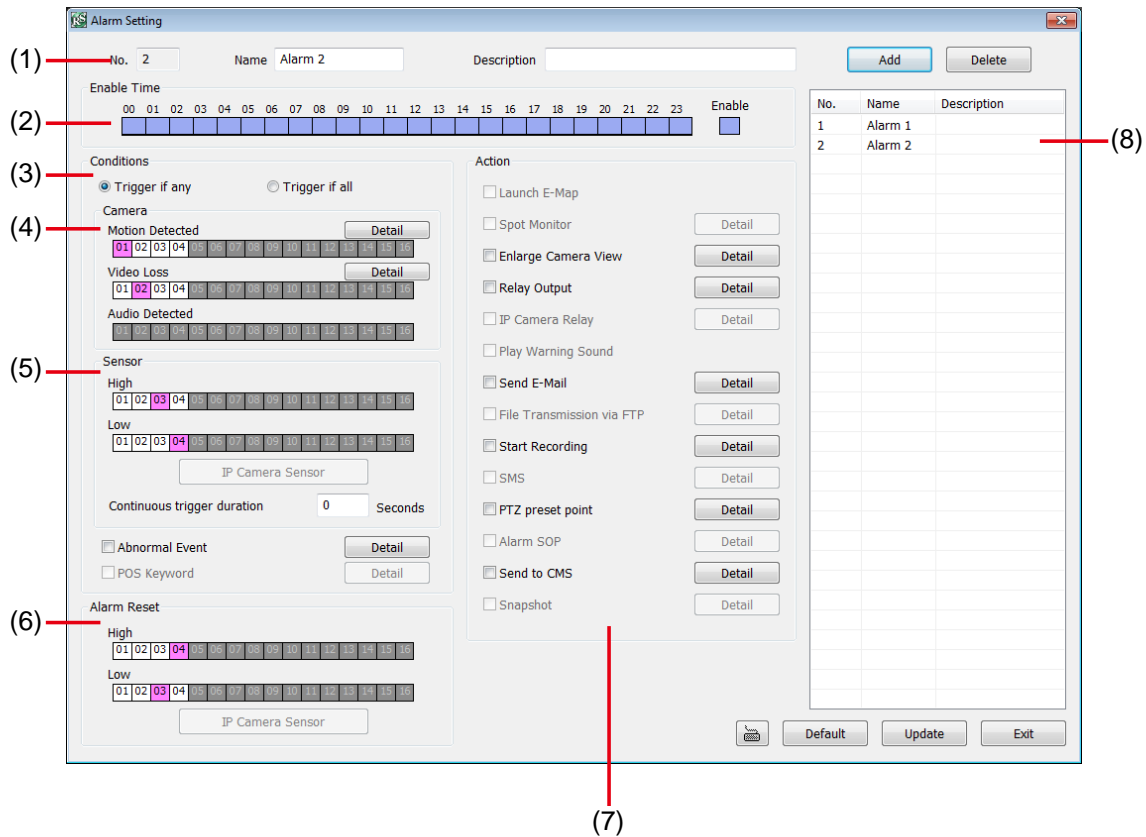 RS Alarm Setting
(1)
No. 2 Name Alarm 2 Description Add Delete
Enable Time
(2)
00 01 02 03 04 05 06 07 08 09 10 11 12 13 14 15 16 17 18 19 20 21 22 23 Enable
Conditions
(3)
Trigger if any Trigger if all
Camera
(4)
Motion Detected Detail
01 02 03 04 05 06 07 08 09 10 11 12 13 14 15 16
Video Loss Detail
01 02 03 04 05 06 07 08 09 10 11 12 13 14 15 16
Audio Detected
01 02 03 04 05 06 07 08 09 10 11 12 13 14 15 16
Sensor
(5)
High
01 02 03 04 05 06 07 08 09 10 11 12 13 14 15 16
Low
01 02 03 04 05 06 07 08 09 10 11 12 13 14 15 16
IP Camera Sensor
Continuous trigger duration 0 Seconds
Abnormal Event Detail
POS Keyword Detail
Alarm Reset
(6)
High
01 02 03 04 05 06 07 08 09 10 11 12 13 14 15 16
Low
01 02 03 04 05 06 07 08 09 10 11 12 13 14 15 16
IP Camera Sensor
Action
Launch E-Map
Spot Monitor Detail
Enlarge Camera View Detail
Relay Output Detail
IP Camera Relay Detail
Play Warning Sound
Send E-Mail Detail
File Transmission via FTP Detail
Start Recording Detail
SMS Detail
PTZ preset point Detail
Alarm SOP Detail
Send to CMS Detail
Snapshot Detail
(7)
No. Name Description
1 Alarm 1
2 Alarm 2
(8)
Default Update Exit